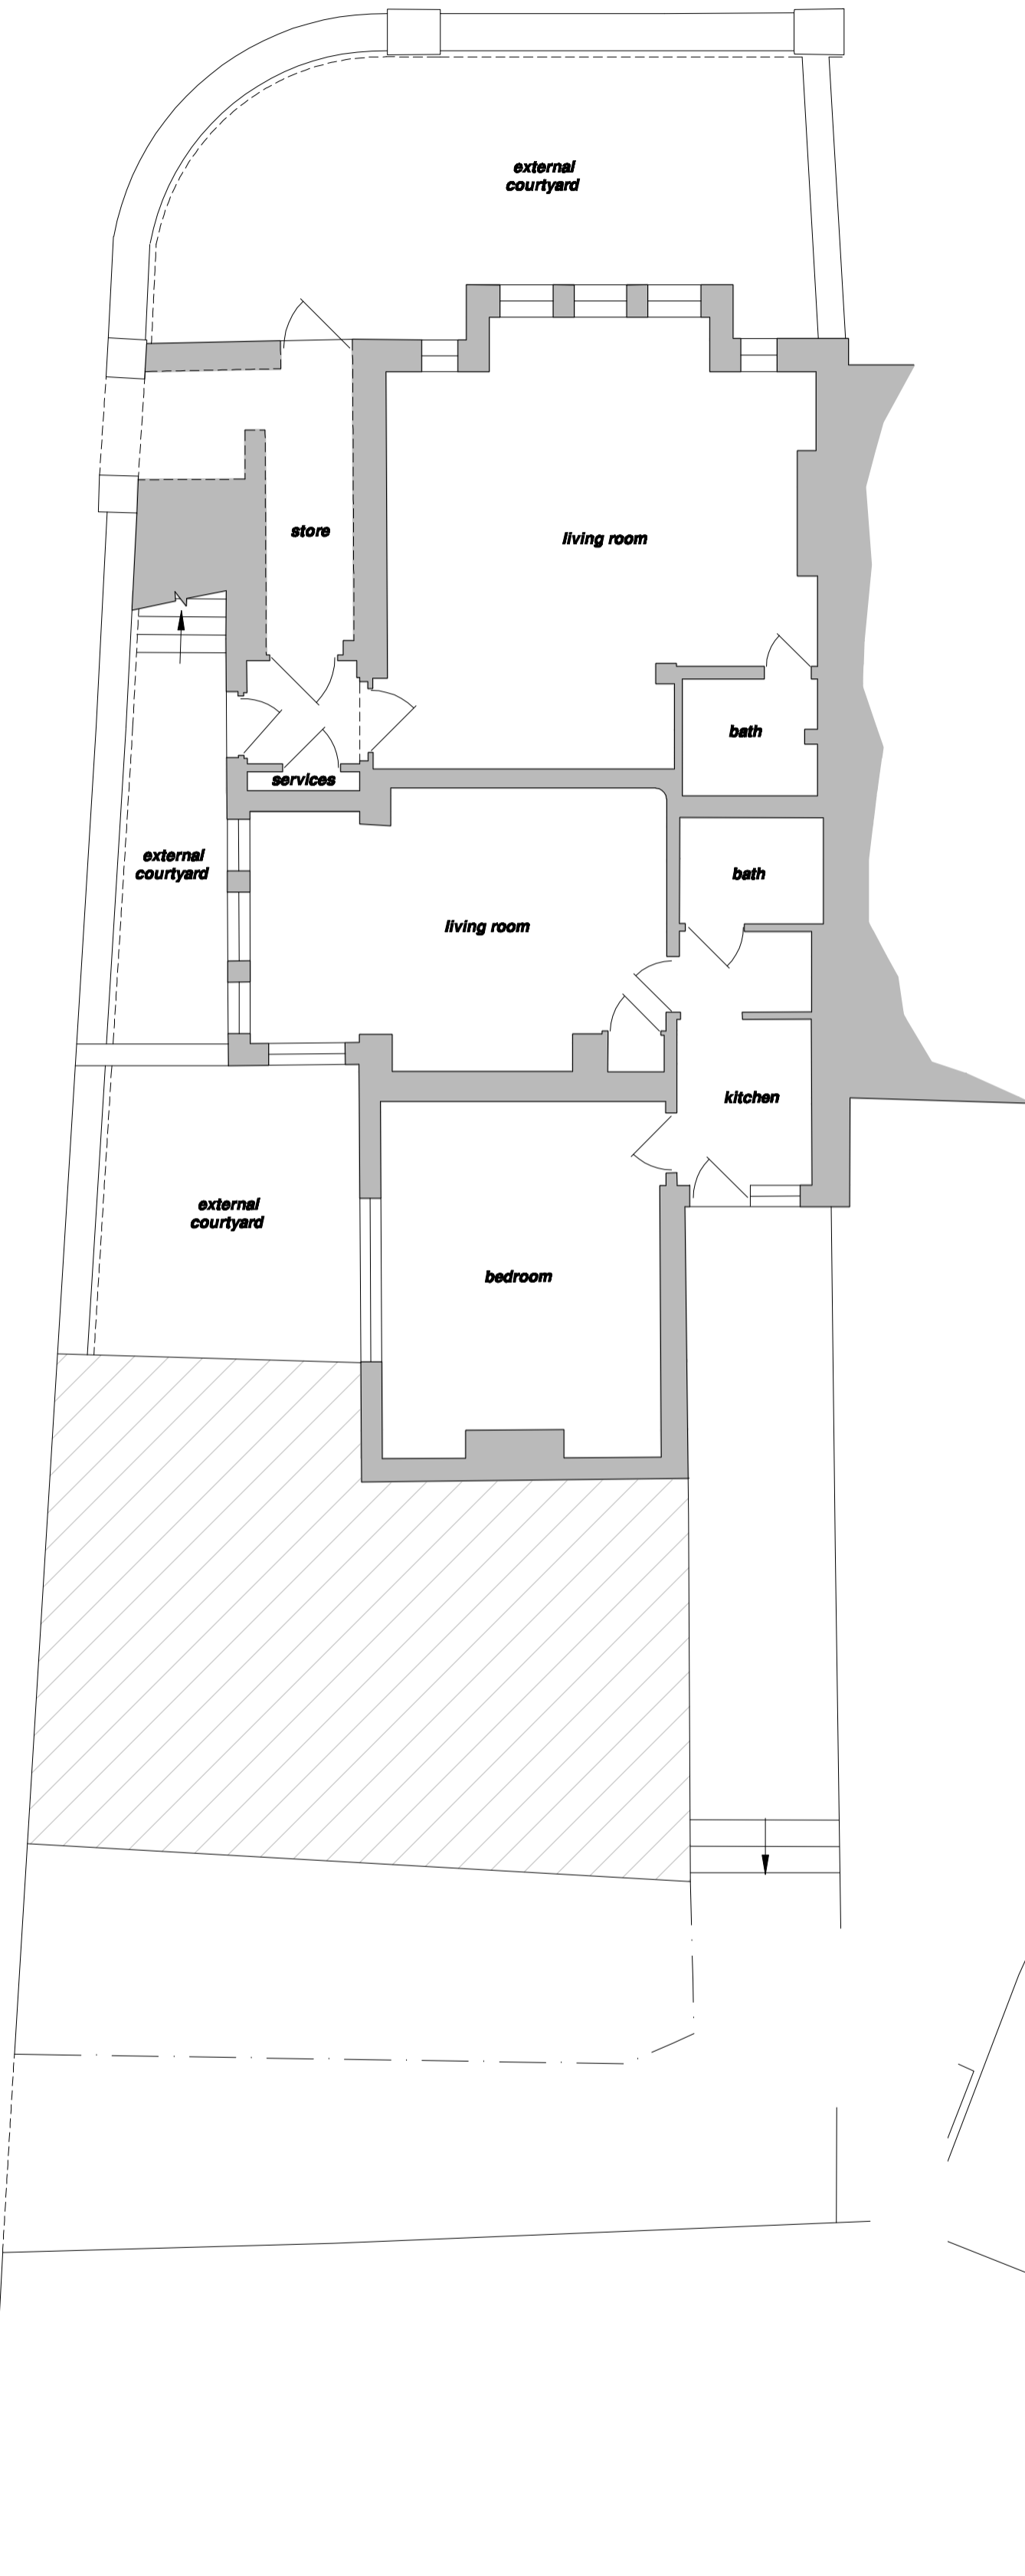 external
courtyard
store
living room
bath
services
external
courtyard
bath
living room
kitchen
external
courtyard
bedroom